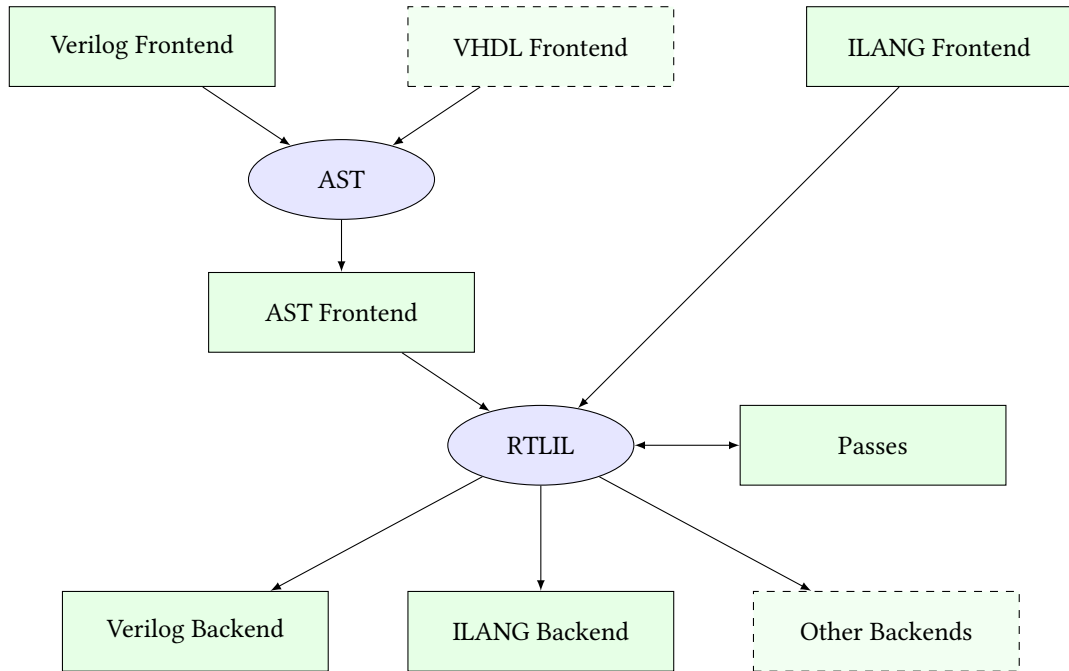 Verilog Frontend
VHDL Frontend
ILANG Frontend
AST
AST Frontend
RTLIL
Passes
Verilog Backend
ILANG Backend
Other Backends